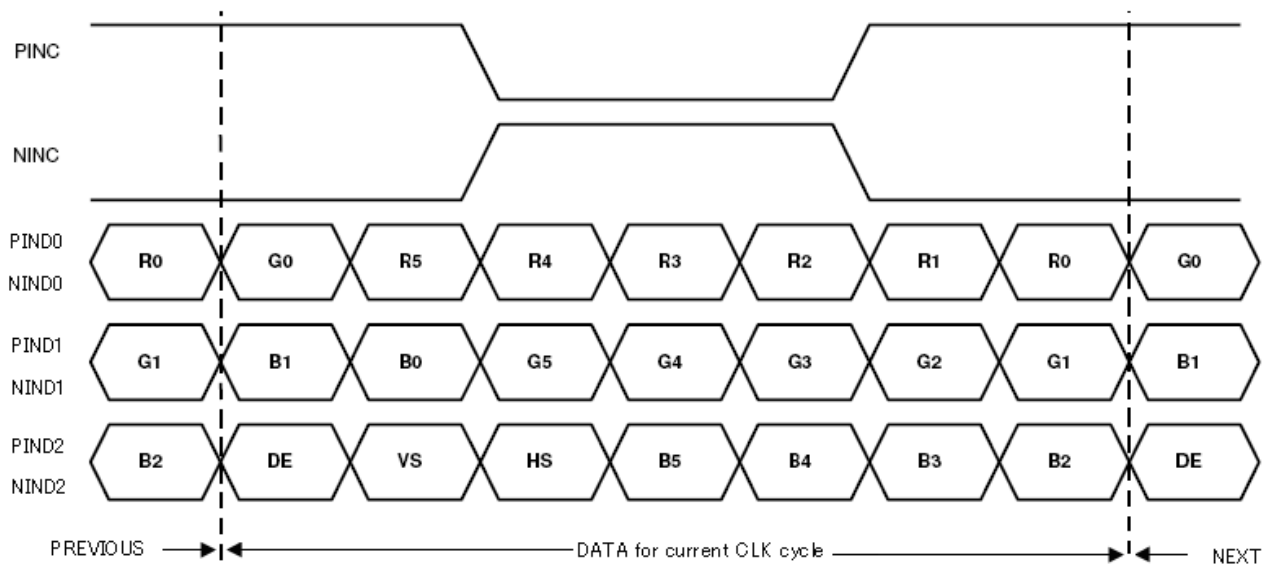 PINC
NINC
PIND0
NIND0
R0 G0 R5 R4 R3 R2 R1 R0 G0
PIND1
NIND1
G1 B1 B0 G5 G4 G3 G2 G1 B1
PIND2
NIND2
B2 DE VS HS B5 B4 B3 B2 DE
PREVIOUS DATA for current CLK cycle NEXT